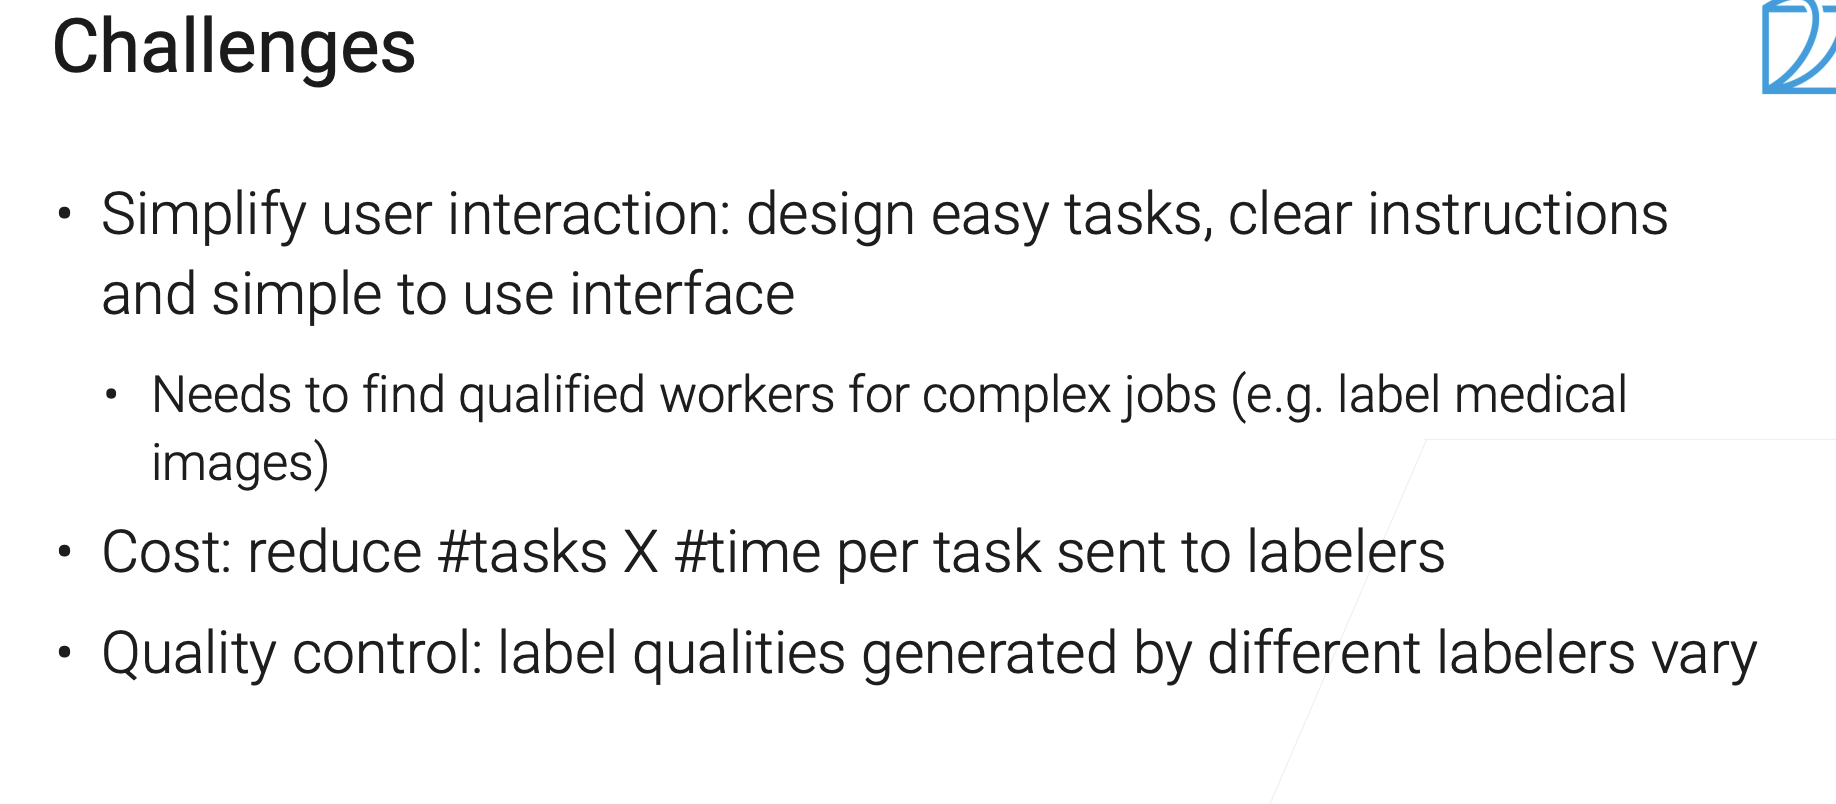 Challenges
• Simplify user interaction: design easy tasks, clear instructions
and simple to use interface
• Needs to find qualified workers for complex jobs (e.g. label medical
images)
• Cost: reduce #tasks X #time per task sent to labelers
• Quality control: label qualities generated by different labelers vary